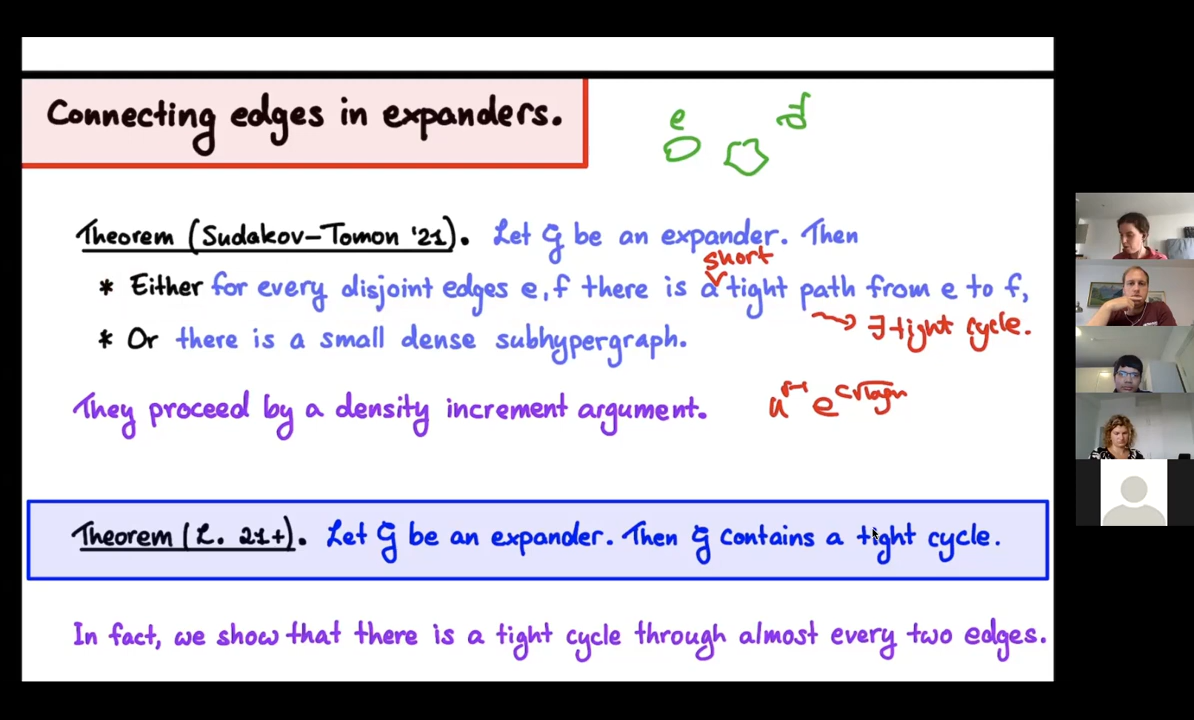 Connecting edges in expanders.
e f
Theorem (Sudakov–Tomon '21). Let G be an expander. Then
short
* Either for every disjoint edges e, f there is a tight path from e to f,
⇝ ∃ tight cycle.
* Or there is a small dense subhypergraph.
They proceed by a density increment argument.
n^{r-1} e^{c√logn}
Theorem (L. 21+). Let G be an expander. Then G contains a tight cycle.
In fact, we show that there is a tight cycle through almost every two edges.